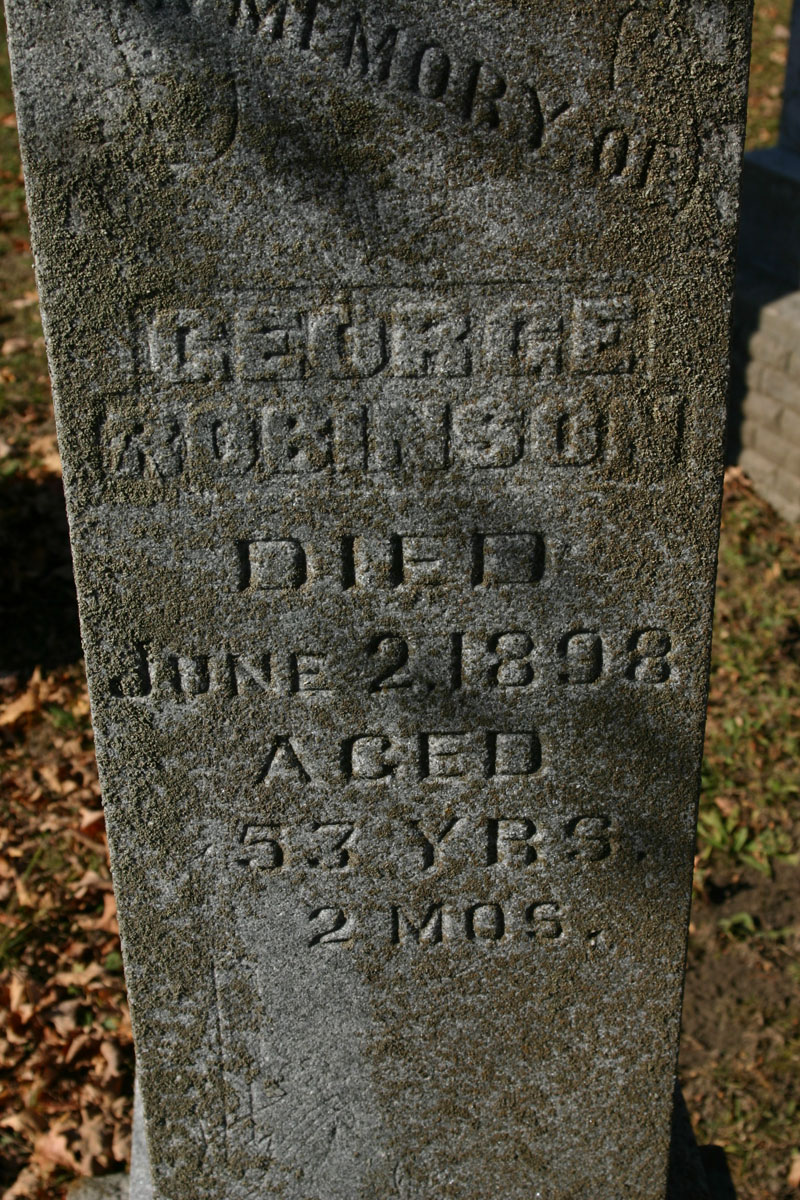 MEMORY OF
GEORGE
ROBINSON
DIED
JUNE 2, 1898
AGED
53 YRS.
2 MOS.